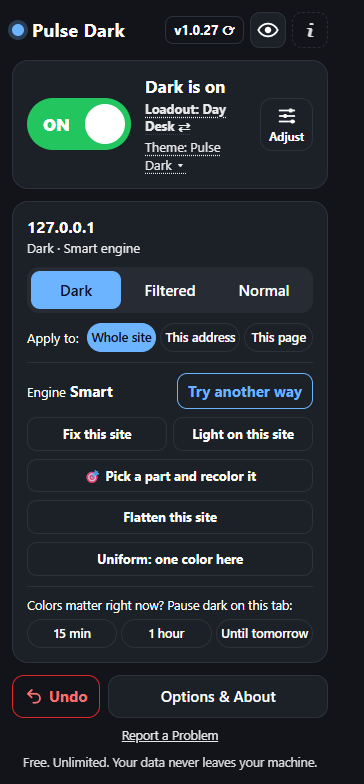 Pulse Dark
v1.0.27 ⟳
i
ON
Dark is on
Loadout: Day
Desk ⇄
Theme: Pulse
Dark ▾
Adjust
127.0.0.1
Dark · Smart engine
Dark Filtered Normal
Apply to: Whole site This address This page
Engine Smart Try another way
Fix this site Light on this site
🎯 Pick a part and recolor it
Flatten this site
Uniform: one color here
Colors matter right now? Pause dark on this tab:
15 min 1 hour Until tomorrow
Undo Options & About
Report a Problem
Free. Unlimited. Your data never leaves your machine.